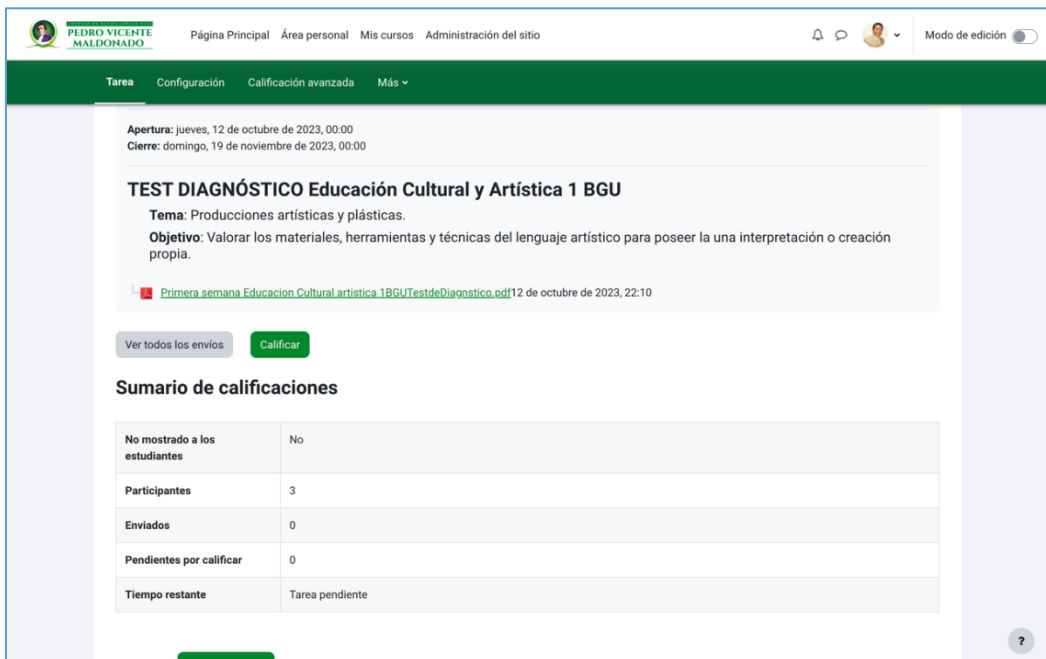 PEDRO VICENTE
MALDONADO
Página Principal Área personal Mis cursos Administración del sitio
Modo de edición
Tarea Configuración Calificación avanzada Más
Apertura: jueves, 12 de octubre de 2023, 00:00
Cierre: domingo, 19 de noviembre de 2023, 00:00
TEST DIAGNÓSTICO Educación Cultural y Artística 1 BGU
Tema: Producciones artísticas y plásticas.
Objetivo: Valorar los materiales, herramientas y técnicas del lenguaje artístico para poseer la una interpretación o creación
propia.
Primera semana Educacion Cultural artistica 1BGUTestdeDiagnstico.pdf12 de octubre de 2023, 22:10
Ver todos los envíos Calificar
Sumario de calificaciones
No mostrado a los
estudiantes
No
Participantes 3
Enviados 0
Pendientes por calificar 0
Tiempo restante Tarea pendiente
?